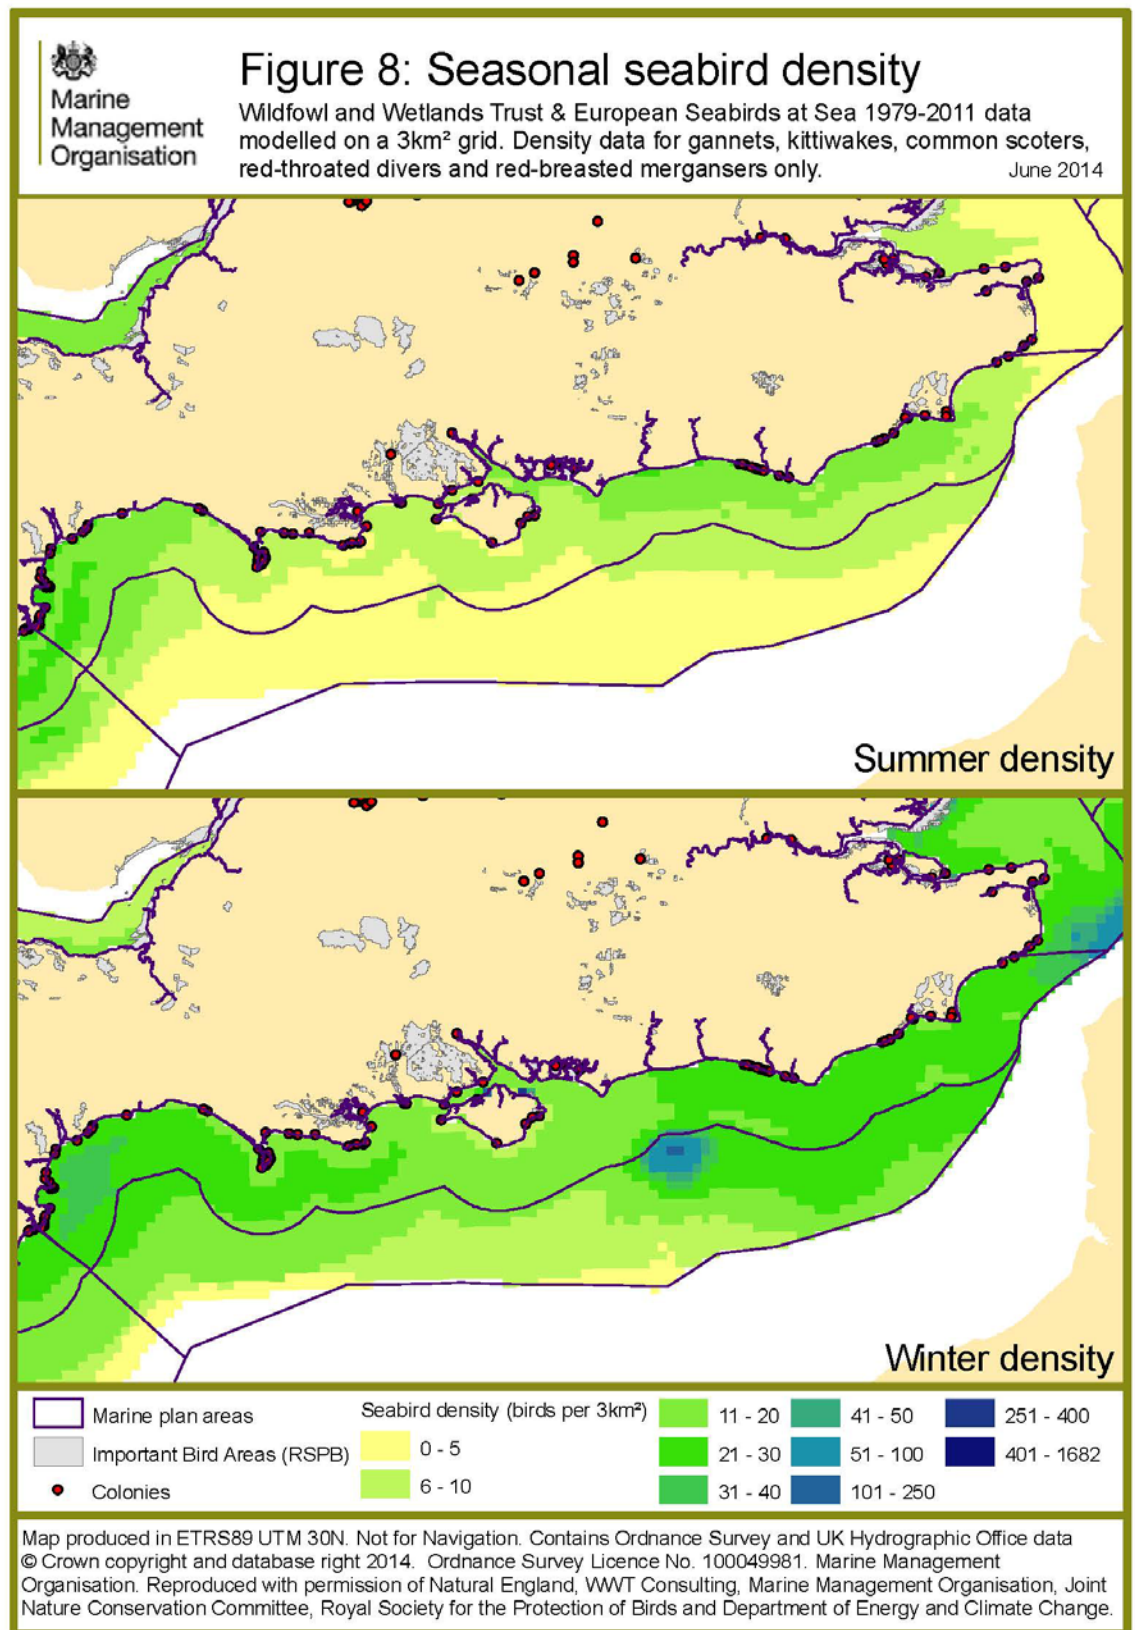 Marine
Management
Organisation
Figure 8: Seasonal seabird density
Wildfowl and Wetlands Trust & European Seabirds at Sea 1979-2011 data
modelled on a 3km² grid. Density data for gannets, kittiwakes, common scoters,
red-throated divers and red-breasted mergansers only.
June 2014
Summer density
Winter density
Marine plan areas
Important Bird Areas (RSPB)
Colonies
Seabird density (birds per 3km²)
0 - 5
6 - 10
11 - 20
21 - 30
31 - 40
41 - 50
51 - 100
101 - 250
251 - 400
401 - 1682
Map produced in ETRS89 UTM 30N. Not for Navigation. Contains Ordnance Survey and UK Hydrographic Office data
© Crown copyright and database right 2014. Ordnance Survey Licence No. 100049981. Marine Management
Organisation. Reproduced with permission of Natural England, WWT Consulting, Marine Management Organisation, Joint
Nature Conservation Committee, Royal Society for the Protection of Birds and Department of Energy and Climate Change.